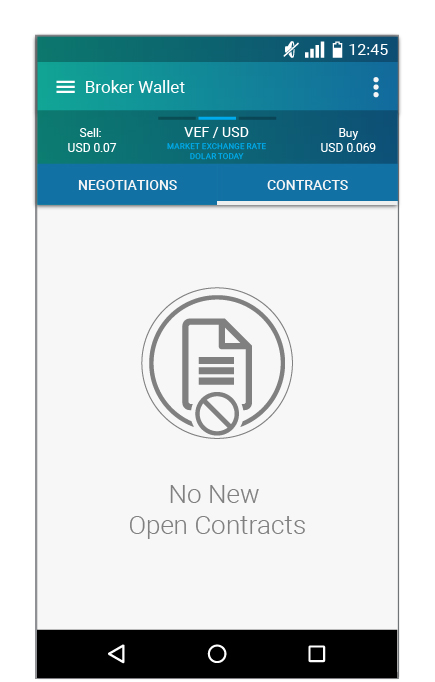 12:45
Broker Wallet
Sell:
USD 0.07
VEF / USD
MARKET EXCHANGE RATE
DOLAR TODAY
Buy
USD 0.069
NEGOTIATIONS
CONTRACTS
No New
Open Contracts